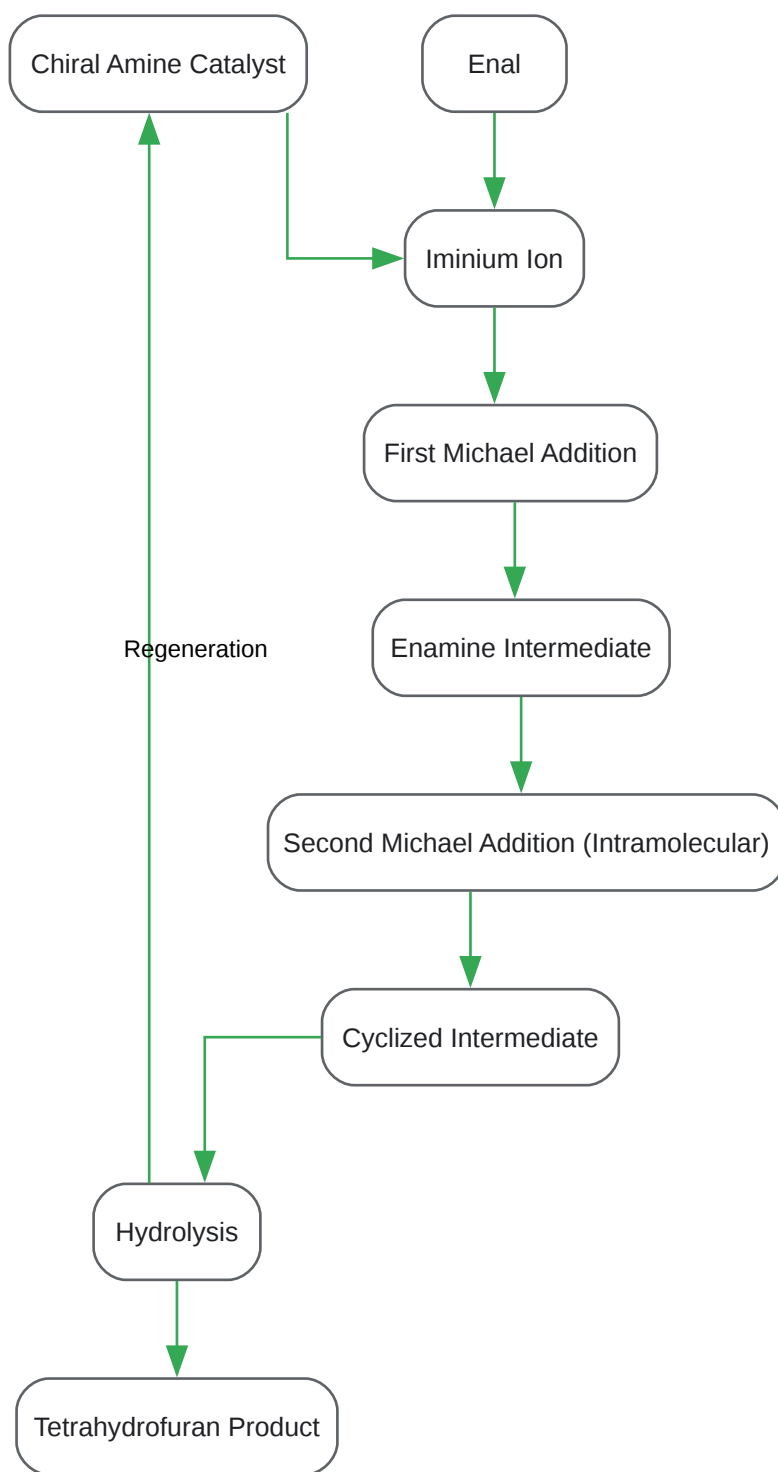 Chiral Amine Catalyst
Enal
Iminium Ion
First Michael Addition
Enamine Intermediate
Regeneration
Second Michael Addition (Intramolecular)
Cyclized Intermediate
Hydrolysis
Tetrahydrofuran Product